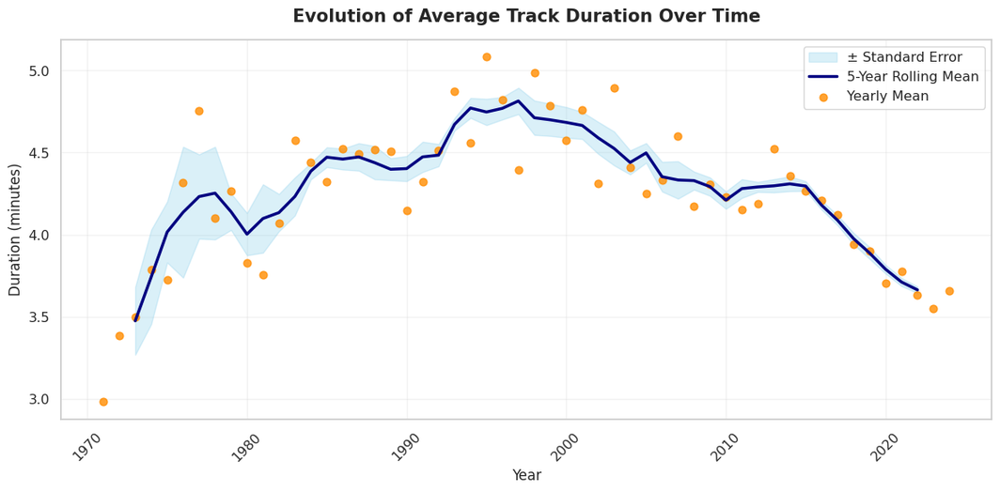 Evolution of Average Track Duration Over Time
± Standard Error
5-Year Rolling Mean
Yearly Mean
Duration (minutes)
5.0
4.5
4.0
3.5
3.0
1970
1980
1990
2000
2010
2020
Year